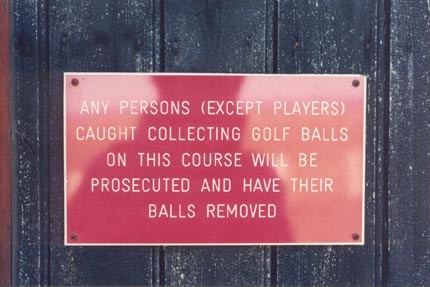 ANY PERSONS (EXCEPT PLAYERS)
CAUGHT COLLECTING GOLF BALLS
ON THIS COURSE WILL BE
PROSECUTED AND HAVE THEIR
BALLS REMOVED